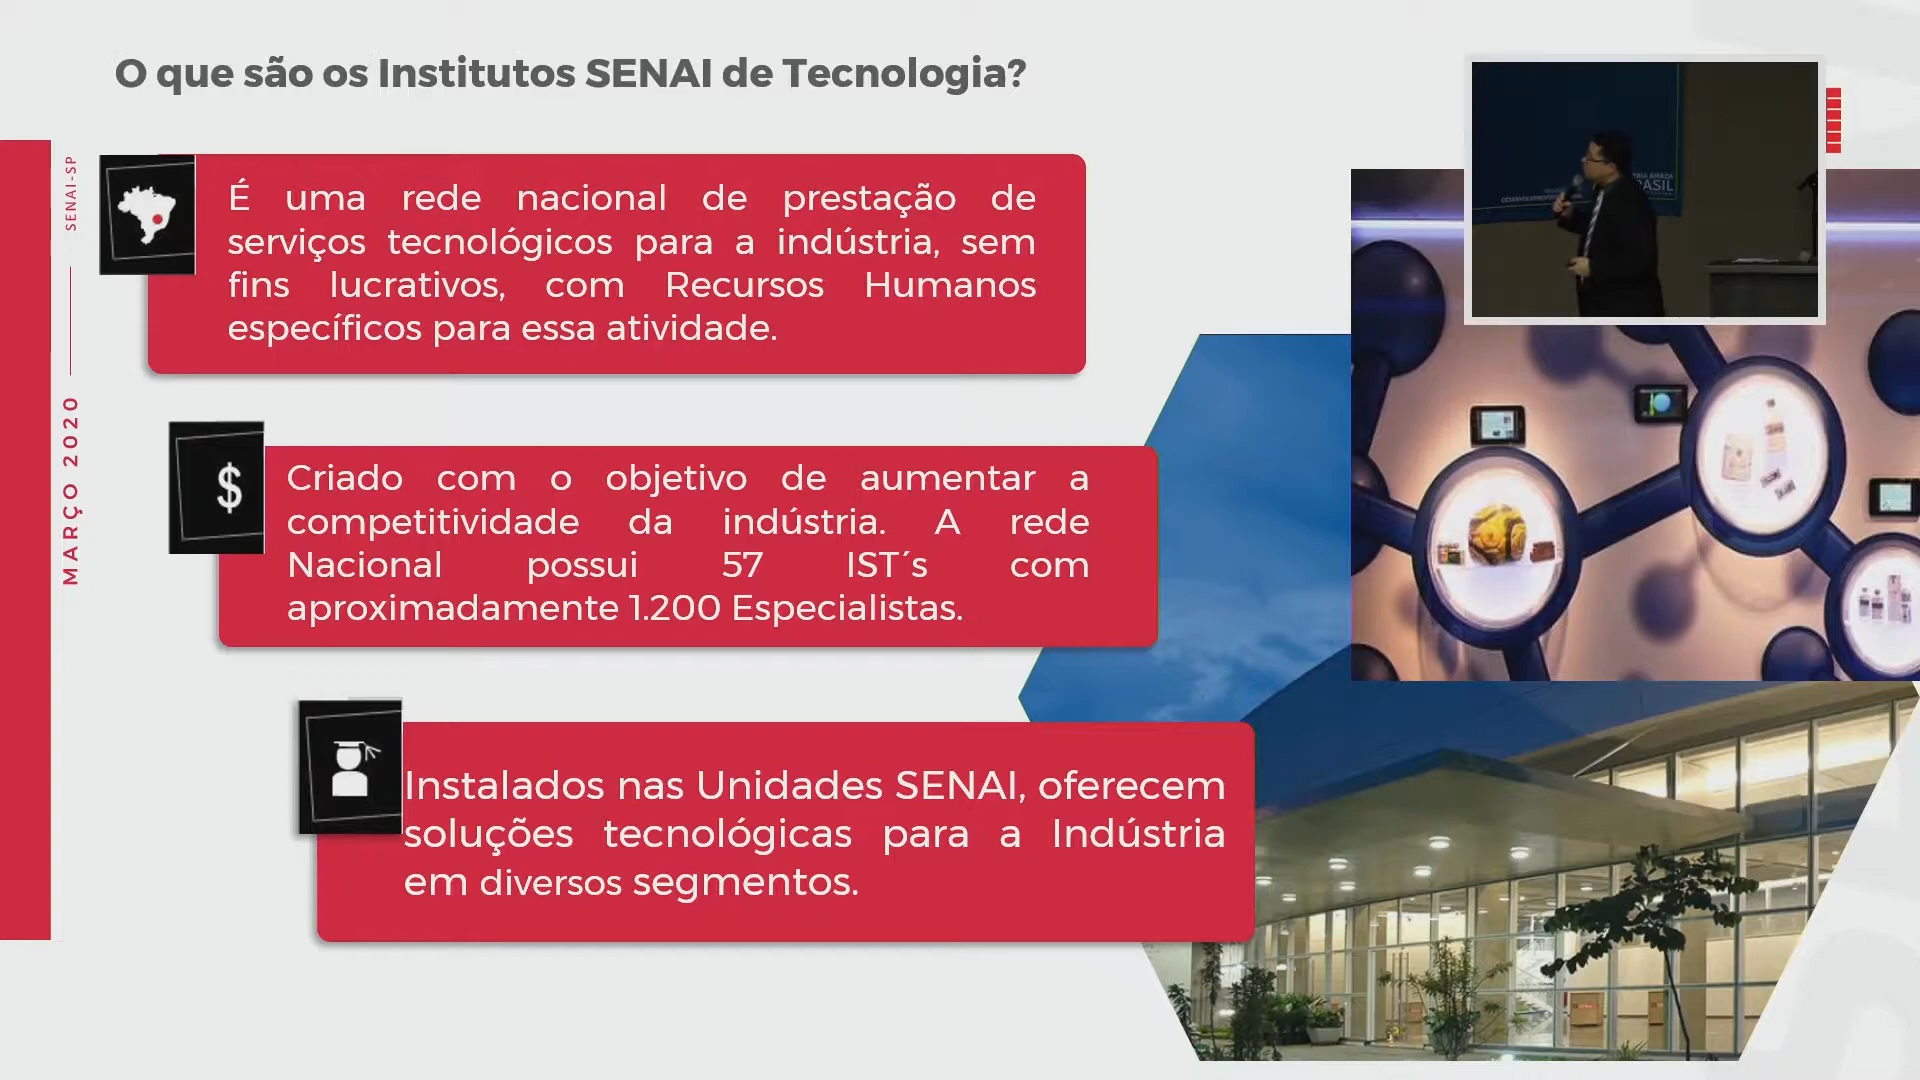 O que são os Institutos SENAI de Tecnologia?
SENAI-SP
MARÇO 2020
É uma rede nacional de prestação de
serviços tecnológicos para a indústria, sem
fins lucrativos, com Recursos Humanos
específicos para essa atividade.
$
Criado com o objetivo de aumentar a
competitividade da indústria. A rede
Nacional possui 57 IST´s com
aproximadamente 1.200 Especialistas.
Instalados nas Unidades SENAI, oferecem
soluções tecnológicas para a Indústria
em diversos segmentos.